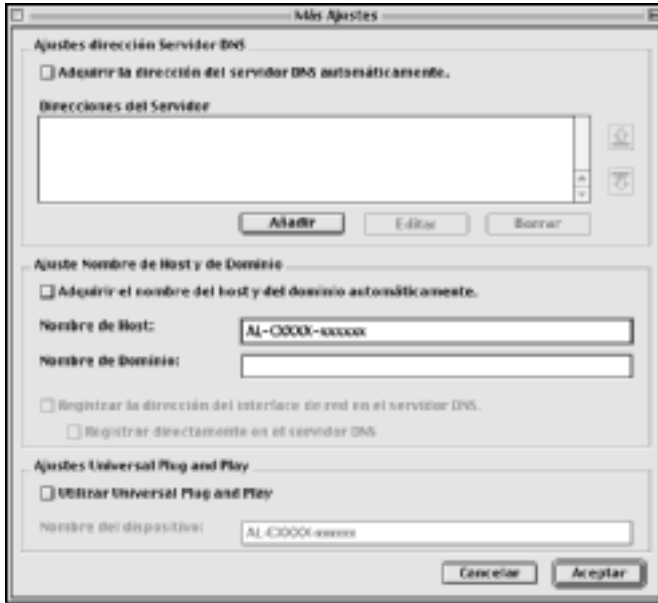 Más Ajustes
Ajustes dirección Servidor DNS
Adquirir la dirección del servidor DNS automáticamente.
Direcciones del Servidor
Añadir
Editar
Borrar
Ajuste Nombre de Host y de Dominio
Adquirir el nombre del host y del dominio automáticamente.
Nombre de Host:
AL-CXXXX-xxxxxx
Nombre de Dominio:
Registrar la dirección del interface de red en el servidor DNS.
Registrar directamente en el servidor DNS
Ajustes Universal Plug and Play
Utilizar Universal Plug and Play
Nombre del dispositivo:
AL-CXXXX-xxxxxx
Cancelar
Aceptar